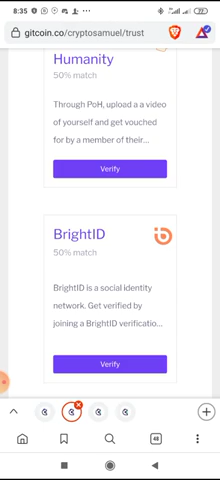 8:35
gitcoin.co/cryptosamuel/trust
Humanity
50% match
Through PoH, upload a a video
of yourself and get vouched
for by a member of their...
Verify
BrightID
50% match
BrightID is a social identity
network. Get verified by
joining a BrightID verificatio...
Verify
48